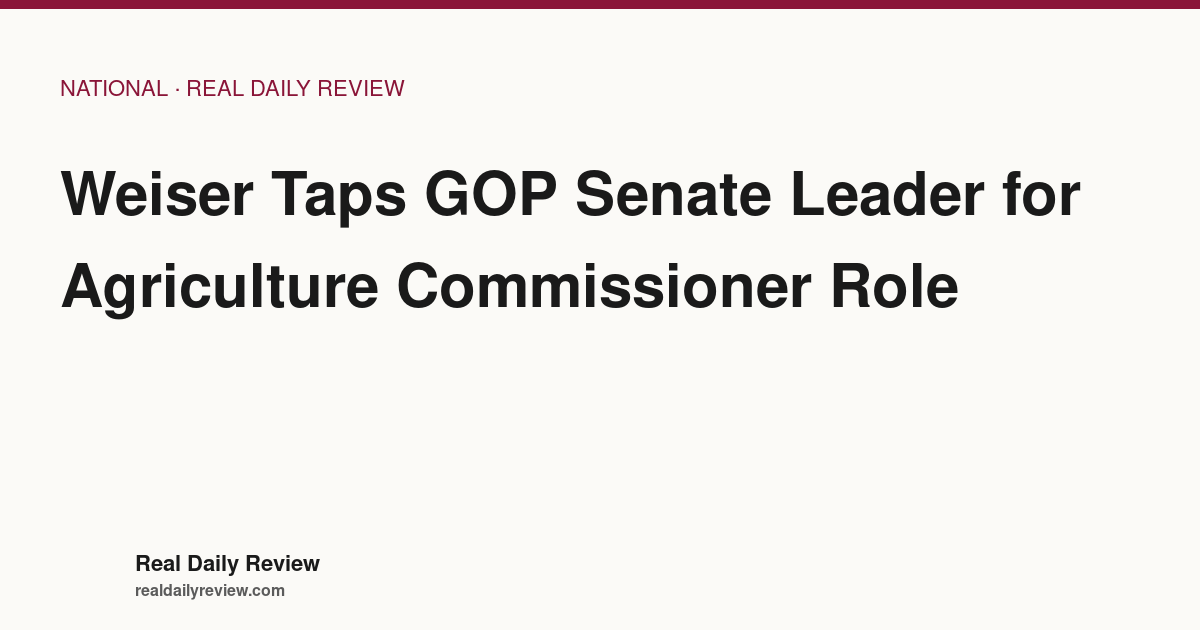 NATIONAL · REAL DAILY REVIEW
Weiser Taps GOP Senate Leader for
Agriculture Commissioner Role
Real Daily Review
realdailyreview.com